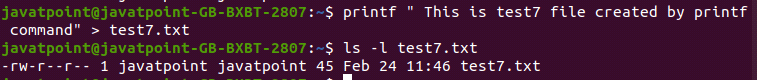 javatpoint@javatpoint-GB-BXBT-2807:~$ printf " This is test7 file created by printf
 command" > test7.txt
javatpoint@javatpoint-GB-BXBT-2807:~$ ls -l test7.txt
-rw-r--r-- 1 javatpoint javatpoint 45 Feb 24 11:46 test7.txt